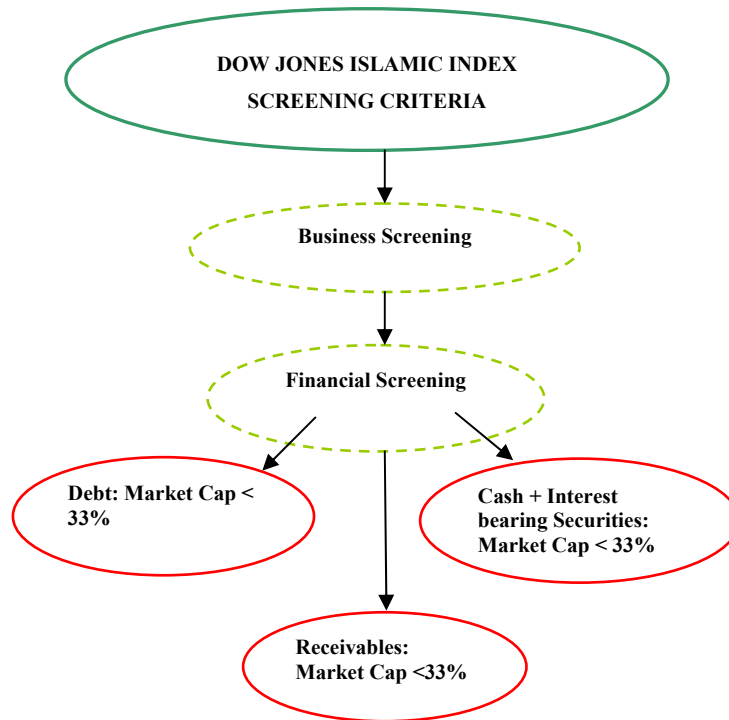 DOW JONES ISLAMIC INDEX
SCREENING CRITERIA
Business Screening
Financial Screening
Debt: Market Cap <
33%
Cash + Interest
bearing Securities:
Market Cap < 33%
Receivables:
Market Cap <33%